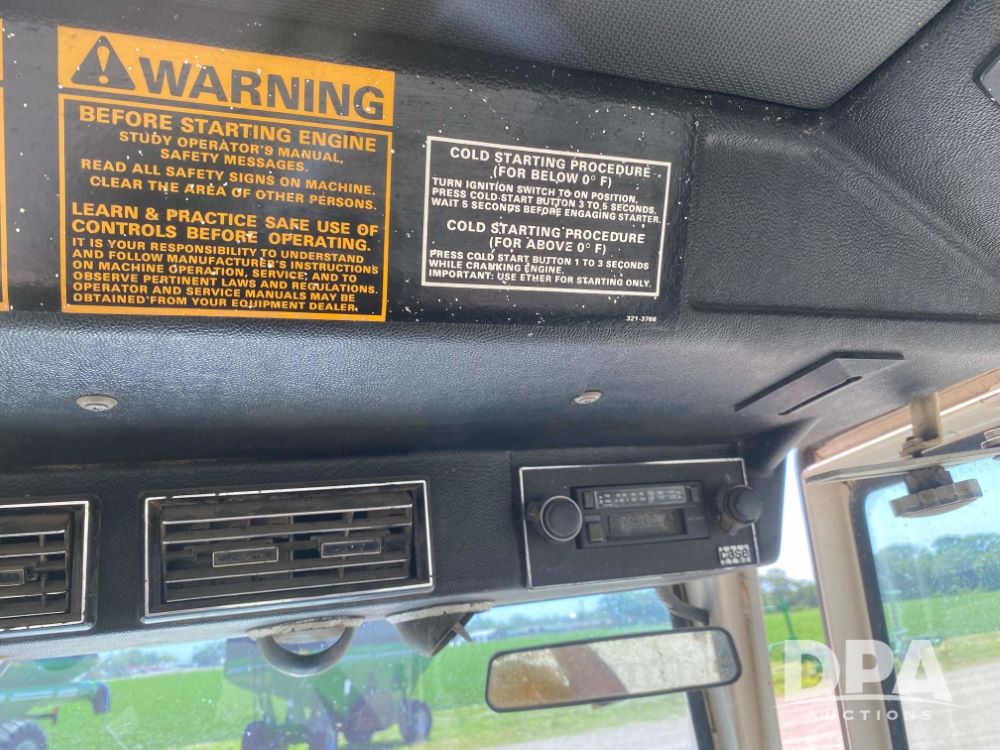 WARNING
BEFORE STARTING ENGINE
STUDY OPERATOR'S MANUAL,
SAFETY MESSAGES.
READ ALL SAFETY SIGNS ON MACHINE.
CLEAR THE AREA OF OTHER PERSONS.
LEARN & PRACTICE SAFE USE OF
CONTROLS BEFORE OPERATING.
IT IS YOUR RESPONSIBILITY TO UNDERSTAND
AND FOLLOW MANUFACTURER'S INSTRUCTIONS
ON MACHINE OPERATION, SERVICE, AND TO
OBSERVE PERTINENT LAWS AND REGULATIONS.
OPERATOR AND SERVICE MANUALS MAY BE
OBTAINED FROM YOUR EQUIPMENT DEALER.
COLD STARTING PROCEDURE
(FOR BELOW 0° F)
TURN IGNITION SWITCH TO ON POSITION,
PRESS COLD-START BUTTON 3 TO 5 SECONDS,
WAIT 5 SECONDS BEFORE ENGAGING STARTER.
COLD STARTING PROCEDURE
(FOR ABOVE 0° F)
PRESS COLD START BUTTON 1 TO 3 SECONDS
WHILE CRANKING ENGINE.
IMPORTANT: USE ETHER FOR STARTING ONLY.
321-3766
case
DPA
AUCTIONS